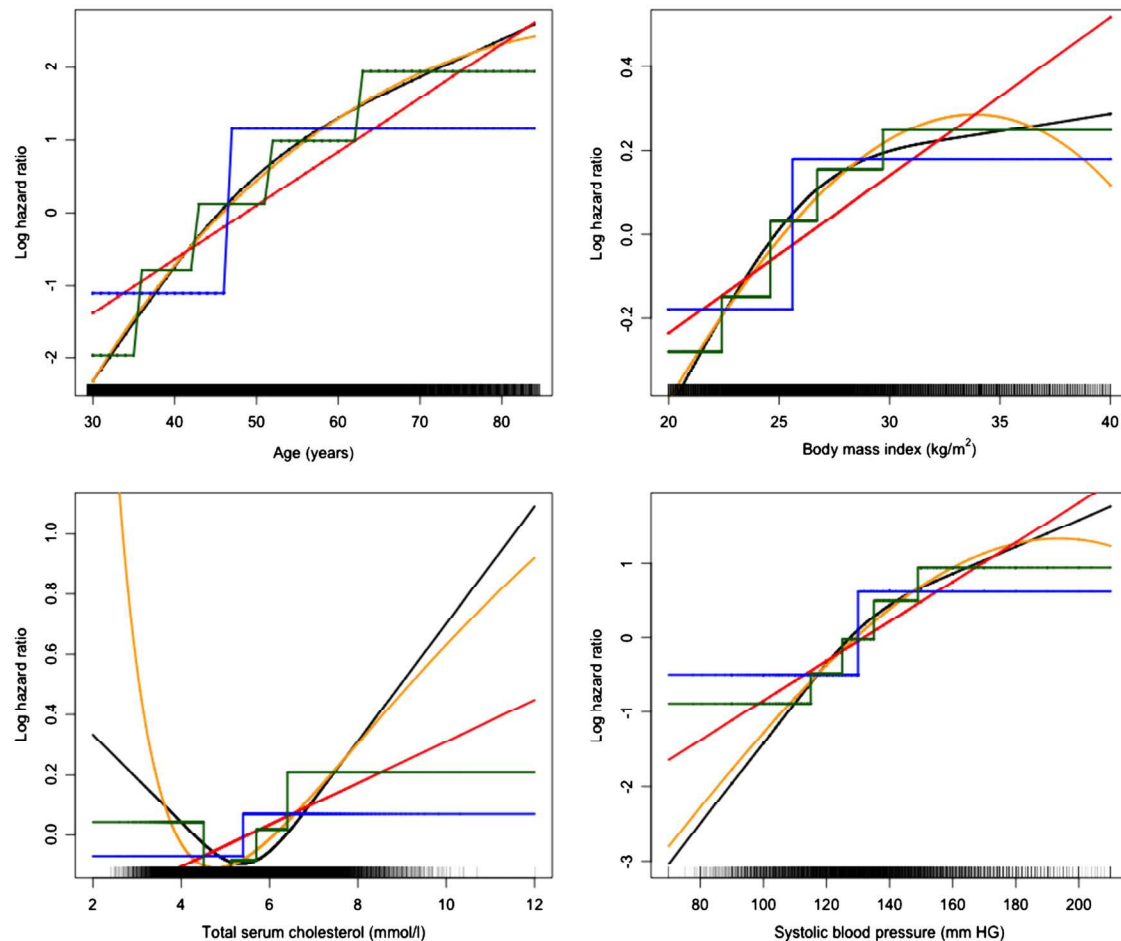 2
1
0
-1
-2
Log hazard ratio
30 40 50 60 70 80
Age (years)
0.4
0.2
0.0
-0.2
Log hazard ratio
20 25 30 35 40
Body mass index (kg/m²)
1.0
0.8
0.6
0.4
0.2
0.0
Log hazard ratio
2 4 6 8 10 12
Total serum cholesterol (mmol/l)
1
0
-1
-2
-3
Log hazard ratio
80 100 120 140 160 180 200
Systolic blood pressure (mm HG)